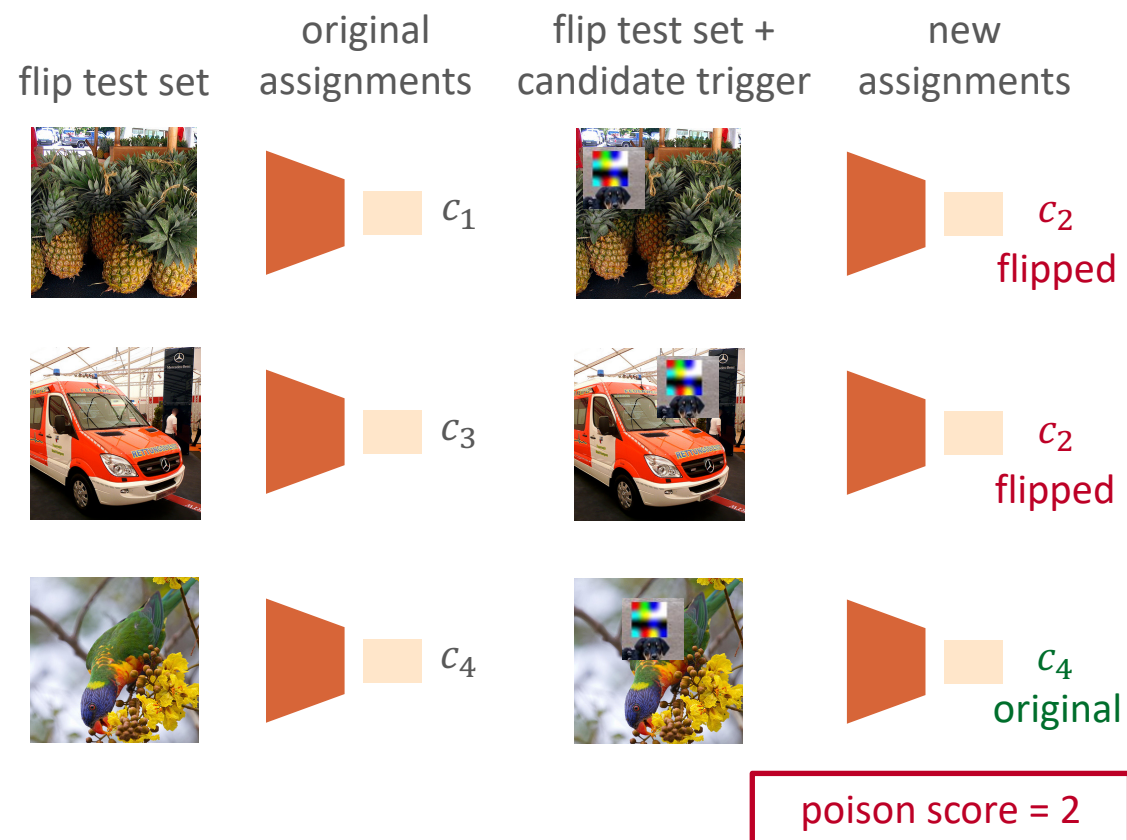 original
flip test set +
new
flip test set
assignments
candidate trigger
assignments
c₁
c₂
flipped
c₃
c₂
flipped
c₄
c₄
original
poison score = 2